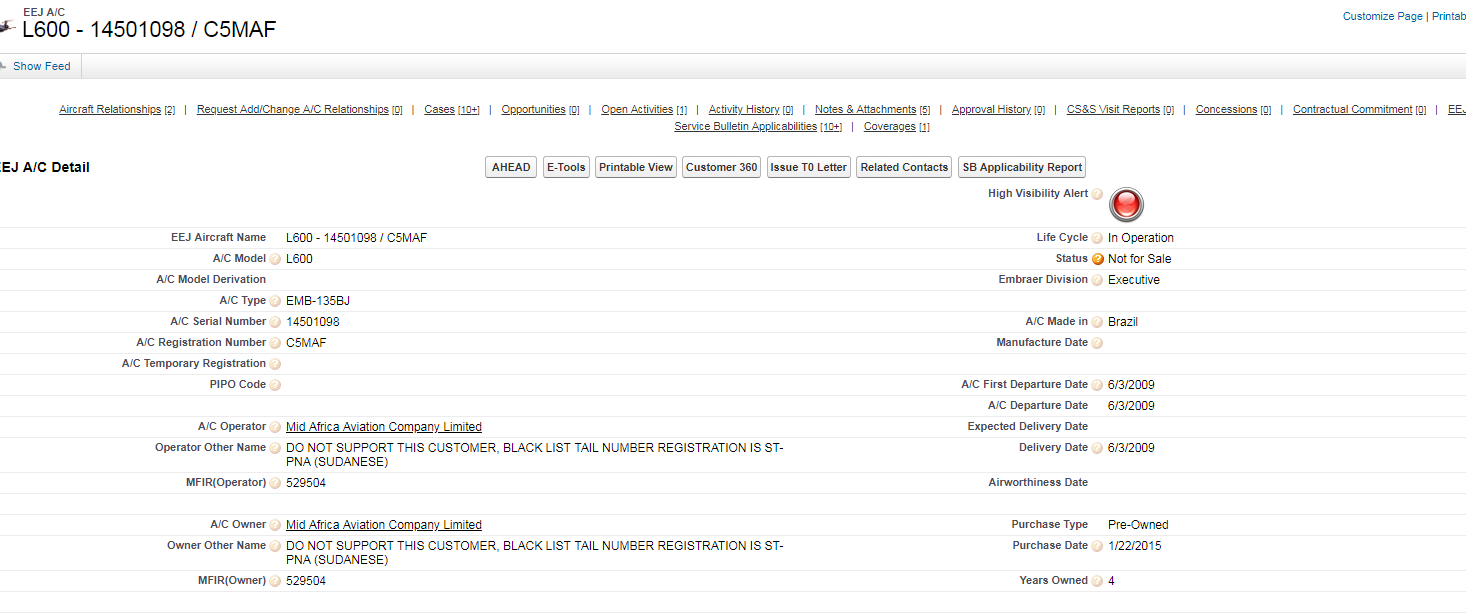 EEJ A/C
L600 - 14501098 / C5MAF
Customize Page | Printab
Show Feed
Aircraft Relationships [2] | Request Add/Change A/C Relationships [0] | Cases [10+] | Opportunities [0] | Open Activities [1] | Activity History [0] | Notes & Attachments [5] | Approval History [0] | CS&S Visit Reports [0] | Concessions [0] | Contractual Commitment [0] | EEJ
Service Bulletin Applicabilities [10+] | Coverages [1]
EEJ A/C Detail
AHEAD E-Tools Printable View Customer 360 Issue T0 Letter Related Contacts SB Applicability Report
High Visibility Alert ?
EEJ Aircraft Name L600 - 14501098 / C5MAF Life Cycle ? In Operation
A/C Model ? L600 Status ? Not for Sale
A/C Model Derivation Embraer Division ? Executive
A/C Type ? EMB-135BJ
A/C Serial Number ? 14501098 A/C Made in ? Brazil
A/C Registration Number ? C5MAF Manufacture Date ?
A/C Temporary Registration ?
PIPO Code ? A/C First Departure Date ? 6/3/2009
A/C Departure Date 6/3/2009
A/C Operator ? Mid Africa Aviation Company Limited Expected Delivery Date
Operator Other Name ? DO NOT SUPPORT THIS CUSTOMER, BLACK LIST TAIL NUMBER REGISTRATION IS ST- Delivery Date ? 6/3/2009
PNA (SUDANESE)
MFIR(Operator) ? 529504 Airworthiness Date
A/C Owner ? Mid Africa Aviation Company Limited Purchase Type Pre-Owned
Owner Other Name ? DO NOT SUPPORT THIS CUSTOMER, BLACK LIST TAIL NUMBER REGISTRATION IS ST- Purchase Date ? 1/22/2015
PNA (SUDANESE)
MFIR(Owner) ? 529504 Years Owned ? 4